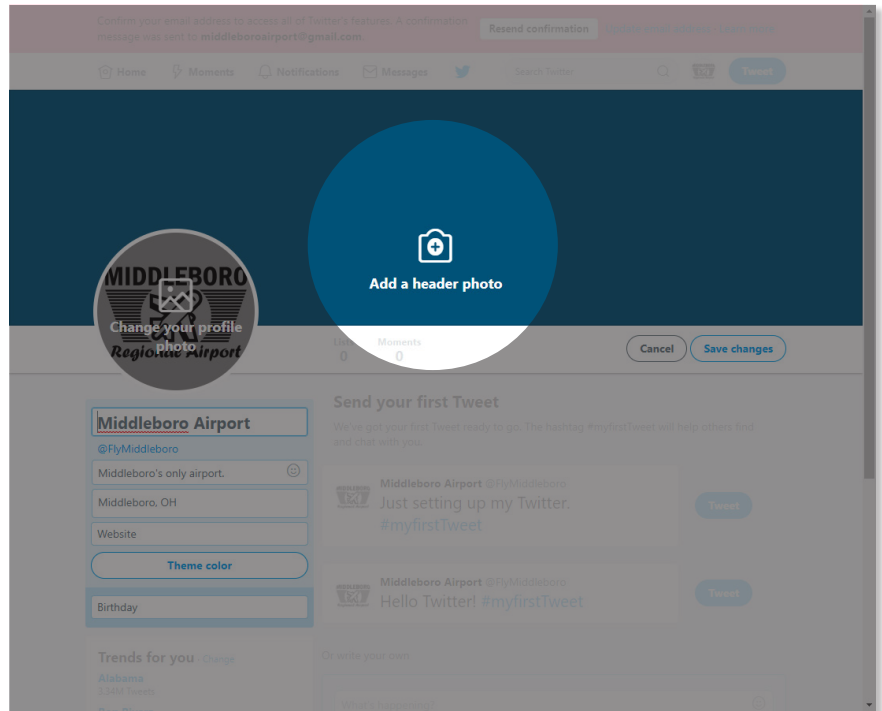 Confirm your email address to access all of Twitter's features. A confirmation
message was sent to middleboroairport@gmail.com.
Resend confirmation
Home Moments Notifications Messages Search Twitter Tweet
Add a header photo
MIDDLEBORO
Change your profile
photo
Regional Airport
Lists Moments
0 0
Cancel Save changes
Middleboro Airport
@FlyMiddleboro
Middleboro's only airport.
Middleboro, OH
Website
Theme color
Birthday
Send your first Tweet
We've got your first Tweet ready to go. The hashtag #myfirstTweet will help others find
and chat with you.
Middleboro Airport @FlyMiddleboro
Just setting up my Twitter.
#myfirstTweet
Tweet
Middleboro Airport @FlyMiddleboro
Hello Twitter! #myfirstTweet
Tweet
Trends for you · Change
Alabama
Or write your own
What's happening?